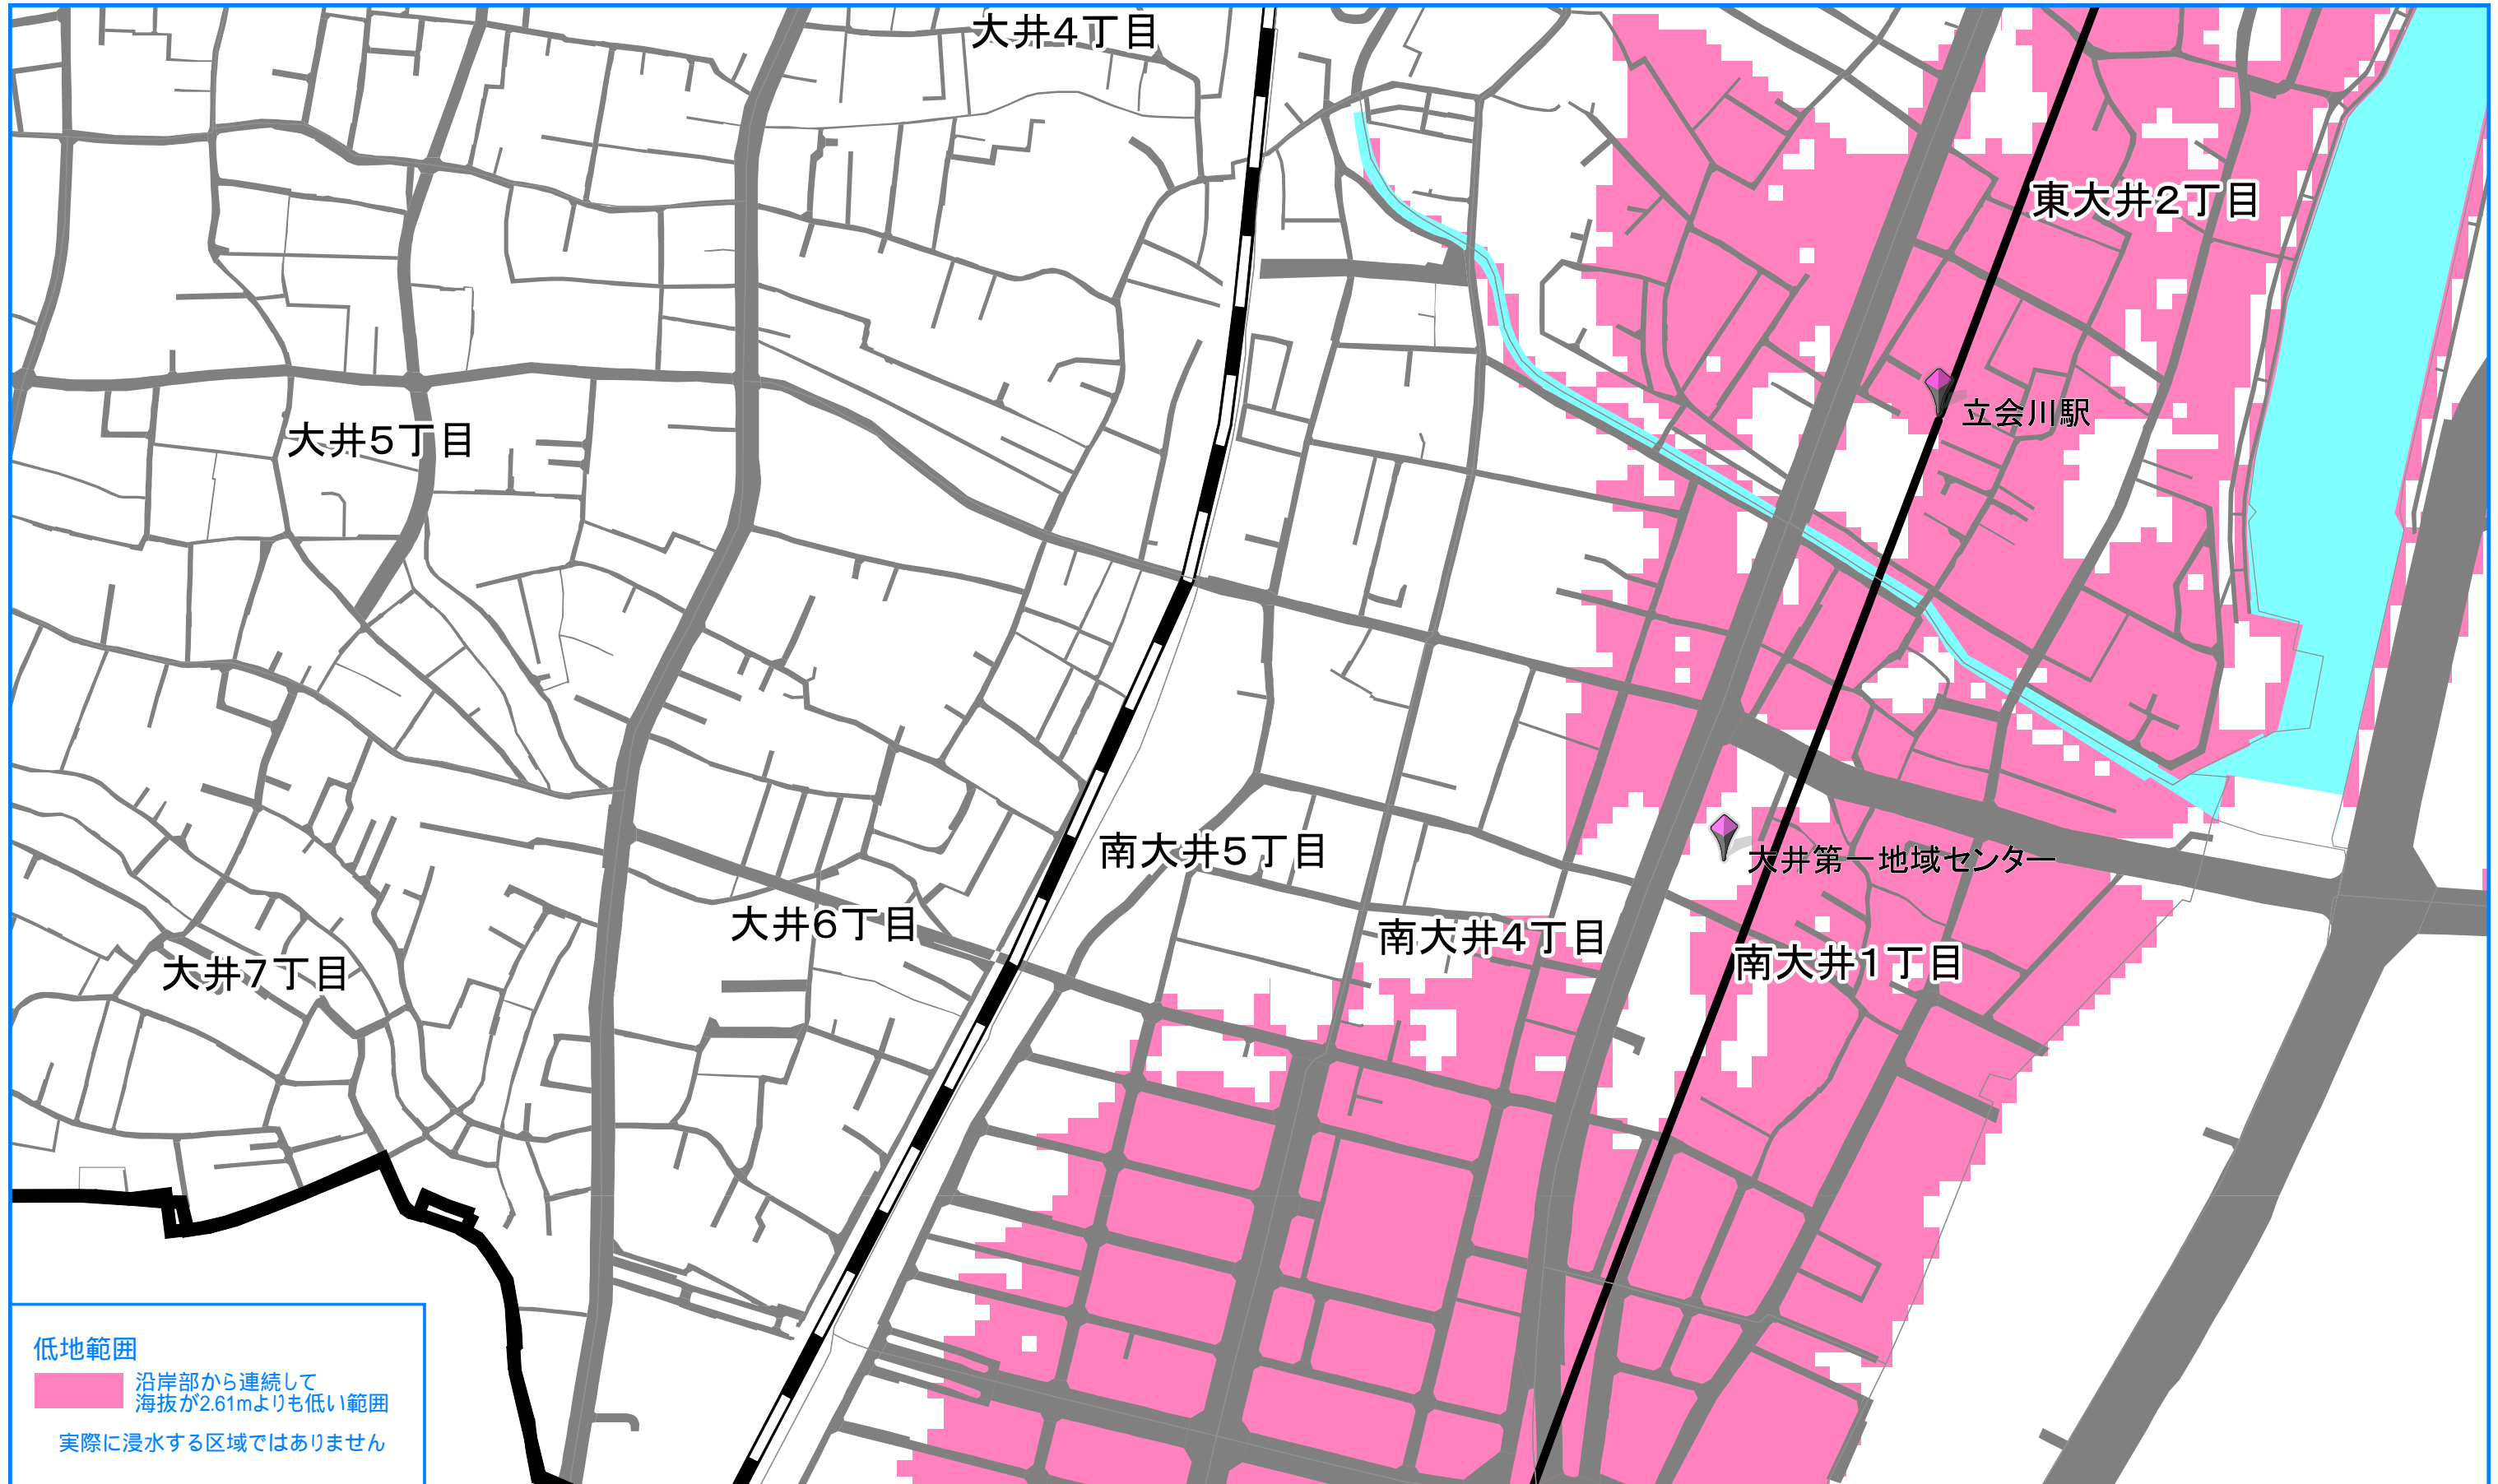 大井4丁目
東大井2丁目
立会川駅
大井5丁目
南大井5丁目
大井第一地域センター
大井6丁目
南大井4丁目
南大井1丁目
大井7丁目
低地範囲
沿岸部から連続して
海抜が2.61mよりも低い範囲
実際に浸水する区域ではありません